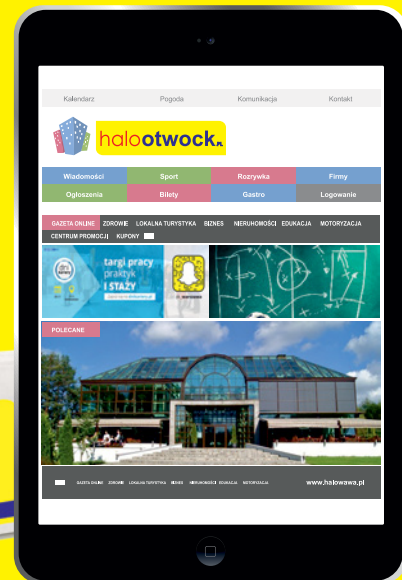 Kalendarz Pogoda Komunikacja Kontakt
halootwock.
Wiadomości Sport Rozrywka Firmy
Ogłoszenia Bilety Gastro Logowanie
GAZETA ONLINE ZDROWIE LOKALNA TURYSTYKA BIZNES NIERUHOMOŚCI EDUKACJA MOTORYZACJA
CENTRUM PROMOCJI KUPONY
targi pracy
praktyk
I STAŻY
POLECANE
GAZETA ONLINE ZDROWIE LOKALNA TURYSTYKA BIZNES NIERUHOMOŚCI EDUKACJA MOTORYZACJA
www.halowawa.pl